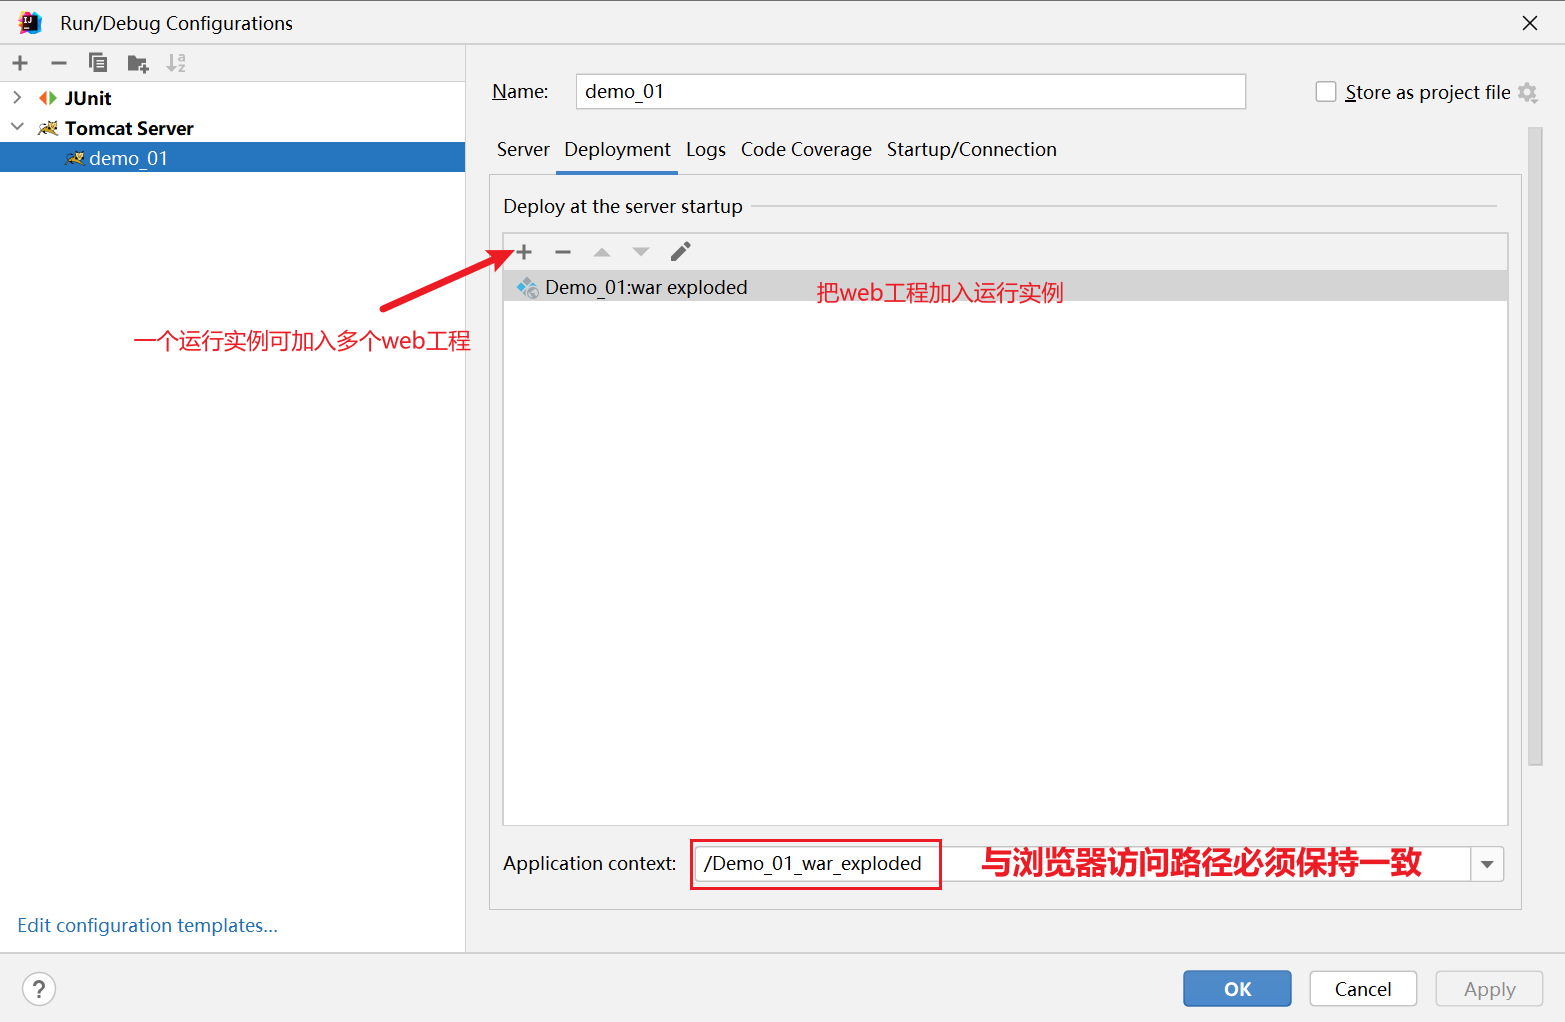 Run/Debug Configurations
JUnit
Tomcat Server
demo_01
Name:
demo_01
Store as project file
Server Deployment Logs Code Coverage Startup/Connection
Deploy at the server startup
Demo_01:war exploded
把web工程加入运行实例
一个运行实例可加入多个web工程
Application context:
/Demo_01_war_exploded
与浏览器访问路径必须保持一致
Edit configuration templates...
?
OK
Cancel
Apply